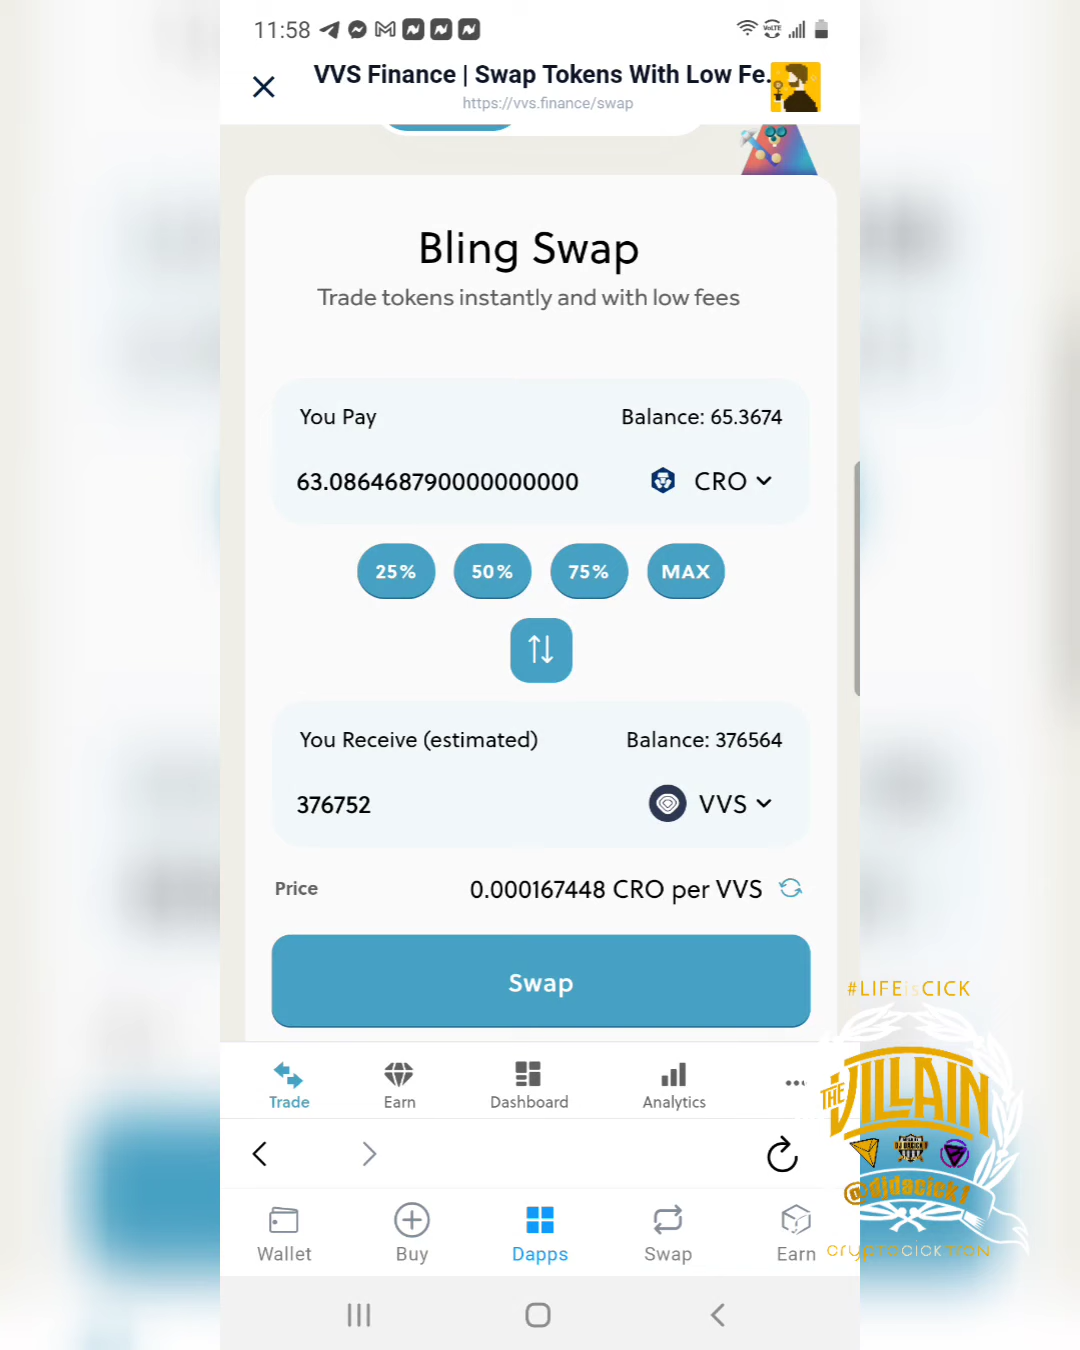 11:58
VVS Finance | Swap Tokens With Low Fe...
https://vvs.finance/swap
Bling Swap
Trade tokens instantly and with low fees
You Pay
Balance: 65.3674
63.086468790000000000
CRO
25%
50%
75%
MAX
You Receive (estimated)
Balance: 376564
376752
VVS
Price
0.000167448 CRO per VVS
Swap
#LIFEisCICK
Trade
Earn
Dashboard
Analytics
THE VILLAIN
@djdacick1
Wallet
Buy
Dapps
Swap
Earn
cryptocicktron